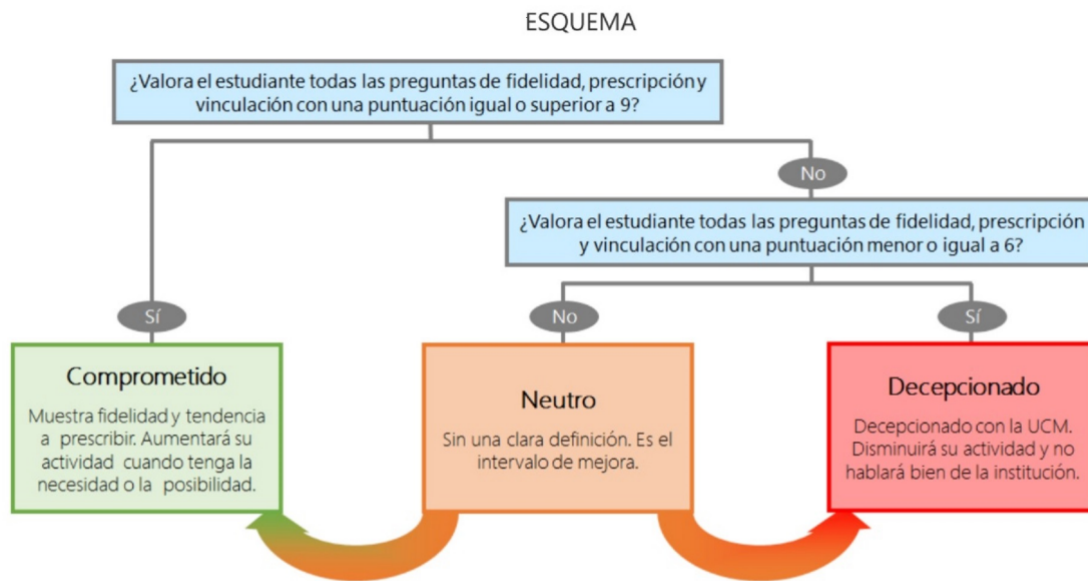 ESQUEMA
¿Valora el estudiante todas las preguntas de fidelidad, prescripción y
vinculación con una puntuación igual o superior a 9?
No
¿Valora el estudiante todas las preguntas de fidelidad, prescripción
y vinculación con una puntuación menor o igual a 6?
Sí
No
Sí
Comprometido
Muestra fidelidad y tendencia
a prescribir. Aumentará su
actividad cuando tenga la
necesidad o la posibilidad.
Neutro
Sin una clara definición. Es el
intervalo de mejora.
Decepcionado
Decepcionado con la UCM.
Disminuirá su actividad y no
hablará bien de la institución.